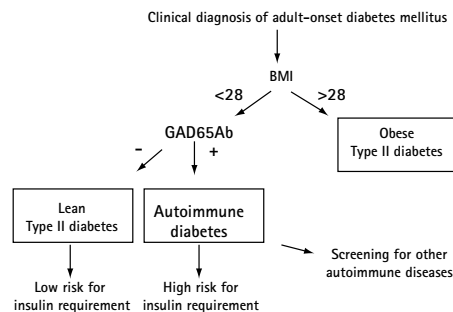 Clinical diagnosis of adult-onset diabetes mellitus
BMI
<28
>28
GAD65Ab
-
+
Obese
Type II diabetes
Lean
Type II diabetes
Autoimmune
diabetes
Screening for other
autoimmune diseases
Low risk for
insulin requirement
High risk for
insulin requirement